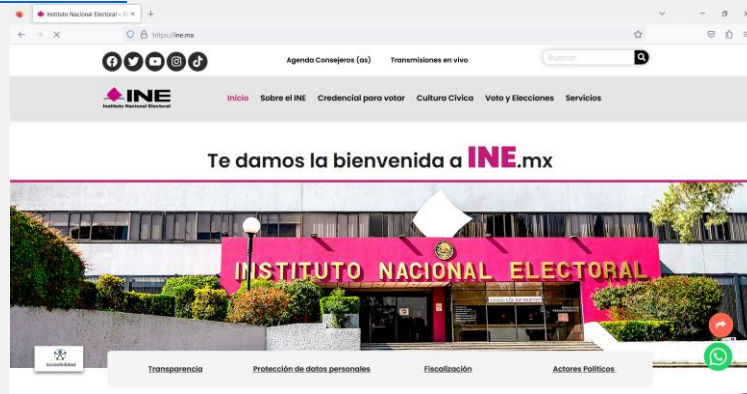 Instituto Nacional Electoral - IN
https://ine.mx
Agenda Consejeros (as) Transmisiones en vivo Buscar
INE
Instituto Nacional Electoral
Inicio Sobre el INE Credencial para votar Cultura Cívica Voto y Elecciones Servicios
Te damos la bienvenida a INE.mx
INSTITUTO NACIONAL ELECTORAL
Accesibilidad
Transparencia Protección de datos personales Fiscalización Actores Políticos